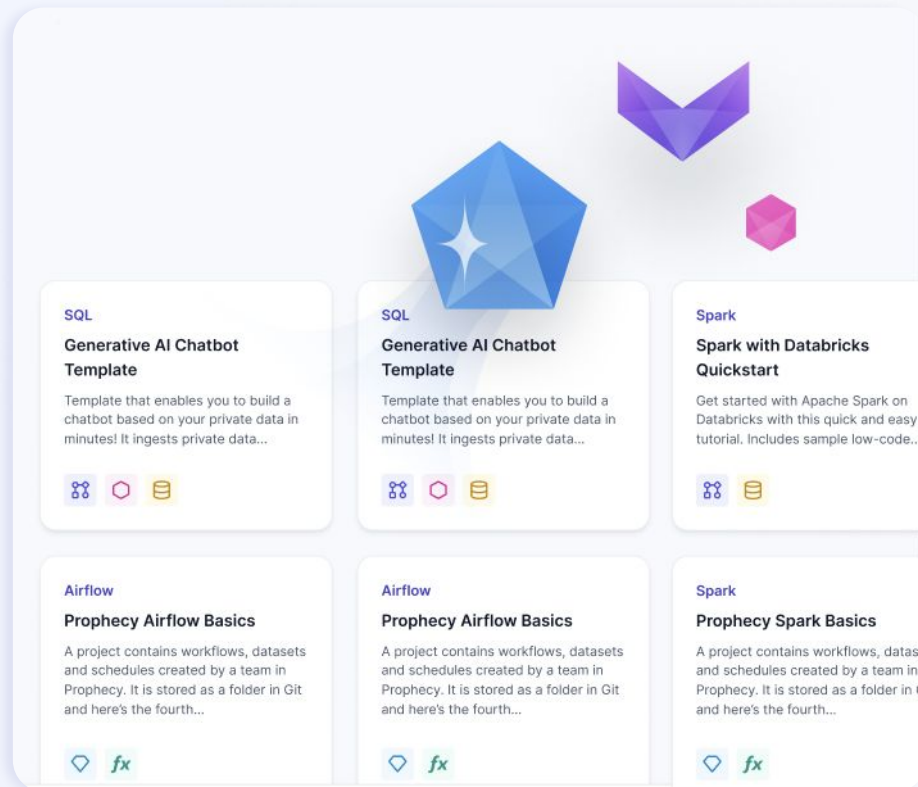 SQL
Generative AI Chatbot
Template
Template that enables you to build a
chatbot based on your private data in
minutes! It ingests private data...
SQL
Generative AI Chatbot
Template
Template that enables you to build a
chatbot based on your private data in
minutes! It ingests private data...
Spark
Spark with Databricks
Quickstart
Get started with Apache Spark on
Databricks with this quick and easy
tutorial. Includes sample low-code..
Airflow
Prophecy Airflow Basics
A project contains workflows, datasets
and schedules created by a team in
Prophecy. It is stored as a folder in Git
and here's the fourth...
fx
Airflow
Prophecy Airflow Basics
A project contains workflows, datasets
and schedules created by a team in
Prophecy. It is stored as a folder in Git
and here's the fourth...
fx
Spark
Prophecy Spark Basics
A project contains workflows, datas
and schedules created by a team in
Prophecy. It is stored as a folder in
and here's the fourth...
fx